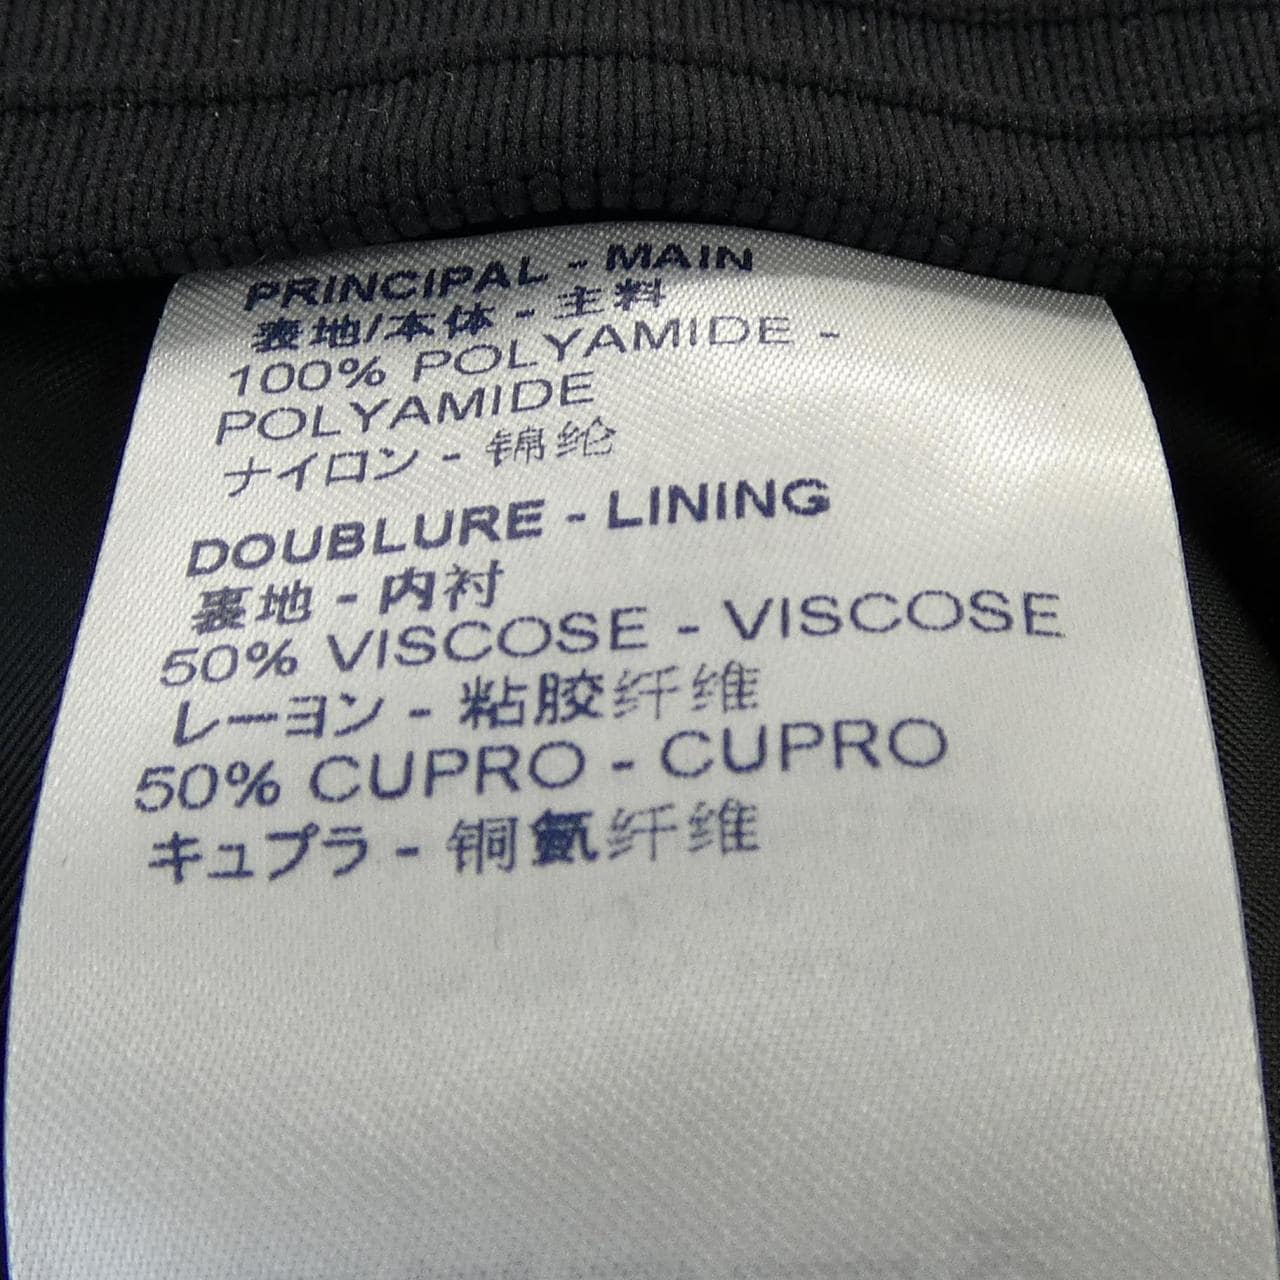 PRINCIPAL - MAIN
表地/本体 - 主料
100% POLYAMIDE -
POLYAMIDE
ナイロン - 锦纶
DOUBLURE - LINING
裏地 - 内衬
50% VISCOSE - VISCOSE
レーヨン - 粘胶纤维
50% CUPRO - CUPRO
キュプラ - 铜氨纤维